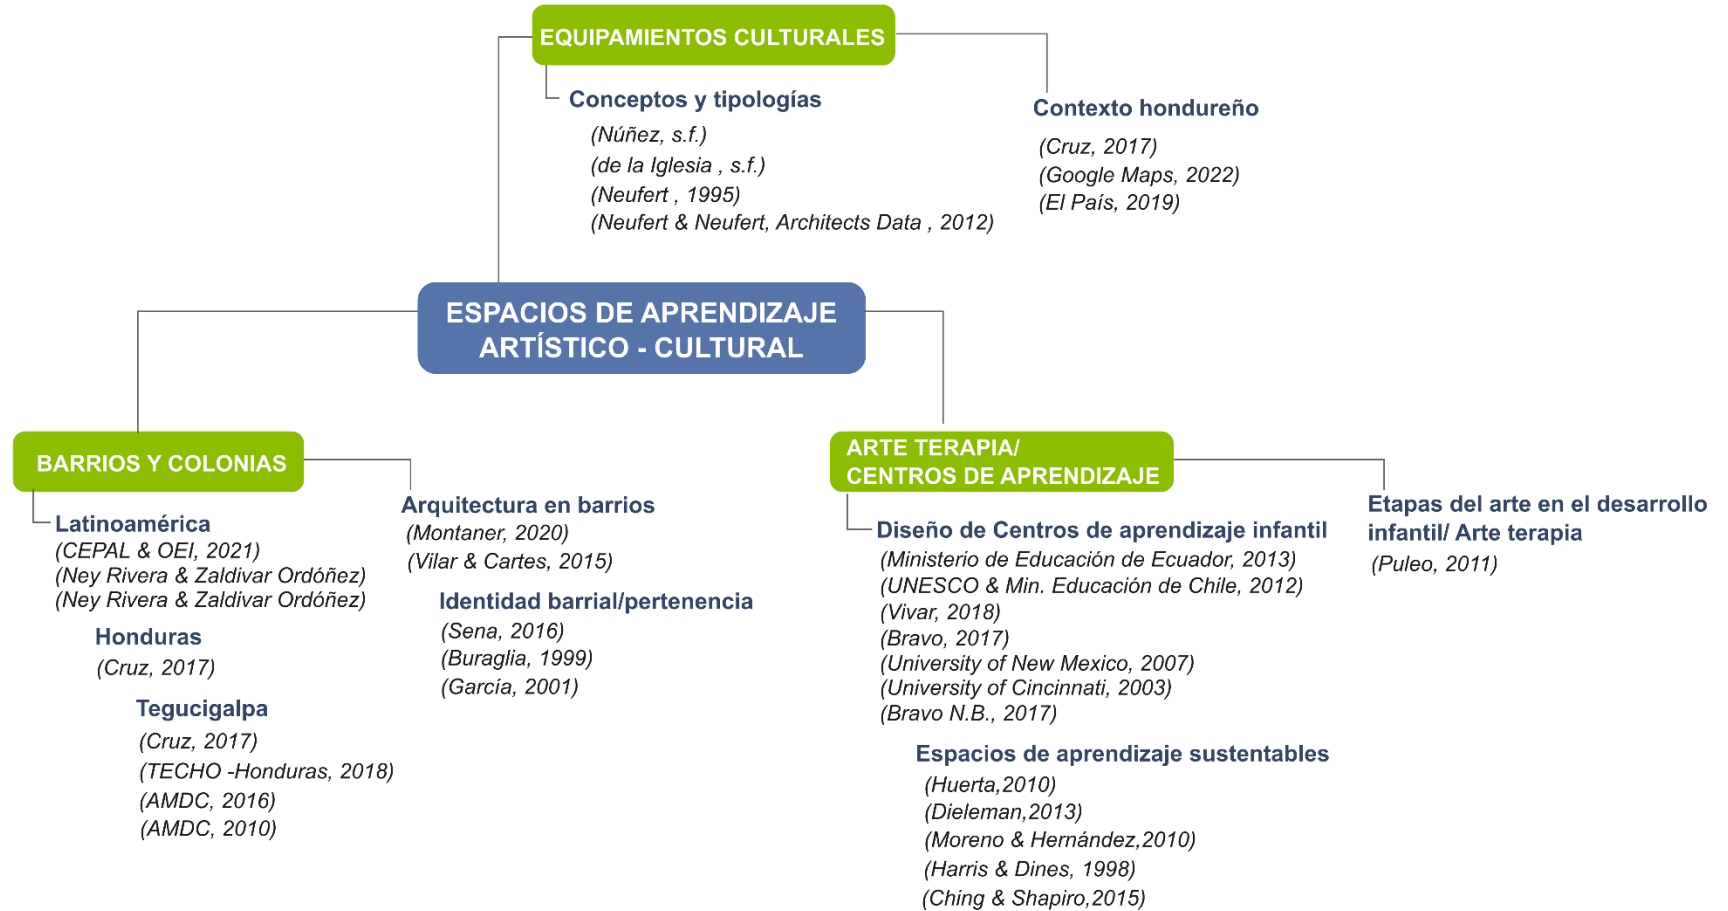 EQUIPAMIENTOS CULTURALES
Conceptos y tipologías
(Núñez, s.f.)
(de la Iglesia , s.f.)
(Neufert , 1995)
(Neufert & Neufert, Architects Data , 2012)
Contexto hondureño
(Cruz, 2017)
(Google Maps, 2022)
(El País, 2019)
ESPACIOS DE APRENDIZAJE
ARTÍSTICO - CULTURAL
BARRIOS Y COLONIAS
Latinoamérica
(CEPAL & OEI, 2021)
(Ney Rivera & Zaldivar Ordóñez)
(Ney Rivera & Zaldivar Ordóñez)
Honduras
(Cruz, 2017)
Tegucigalpa
(Cruz, 2017)
(TECHO -Honduras, 2018)
(AMDC, 2016)
(AMDC, 2010)
Arquitectura en barrios
(Montaner, 2020)
(Vilar & Cartes, 2015)
Identidad barrial/pertenencia
(Sena, 2016)
(Buraglia, 1999)
(García, 2001)
ARTE TERAPIA/
CENTROS DE APRENDIZAJE
Diseño de Centros de aprendizaje infantil
(Ministerio de Educación de Ecuador, 2013)
(UNESCO & Min. Educación de Chile, 2012)
(Vivar, 2018)
(Bravo, 2017)
(University of New Mexico, 2007)
(University of Cincinnati, 2003)
(Bravo N.B., 2017)
Espacios de aprendizaje sustentables
(Huerta,2010)
(Dieleman,2013)
(Moreno & Hernández,2010)
(Harris & Dines, 1998)
(Ching & Shapiro,2015)
Etapas del arte en el desarrollo
infantil/ Arte terapia
(Puleo, 2011)